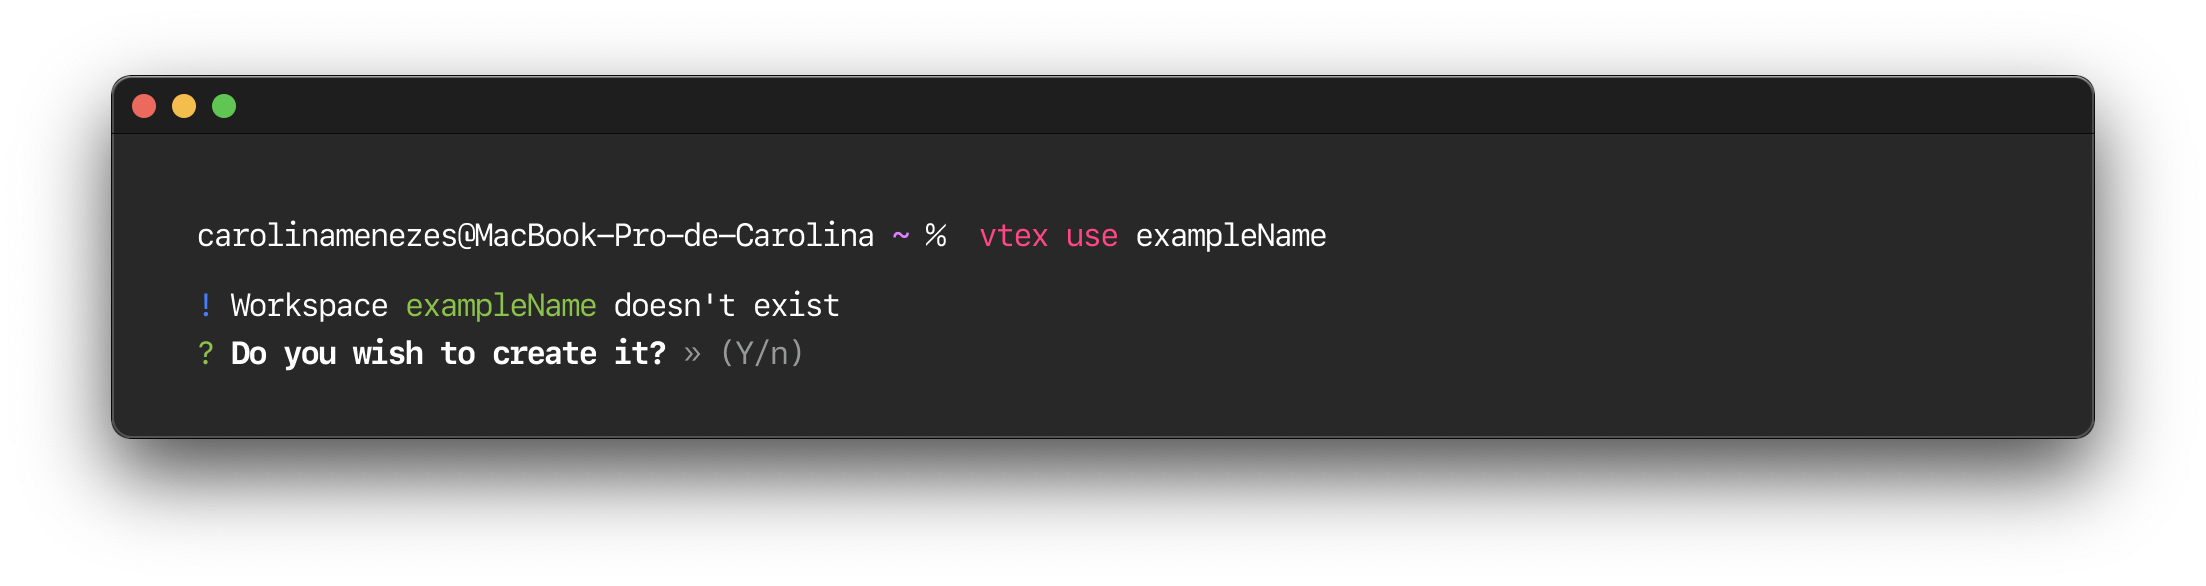 carolinamenezes@MacBook-Pro-de-Carolina ~ % vtex use exampleName
! Workspace exampleName doesn't exist
? Do you wish to create it? » (Y/n)